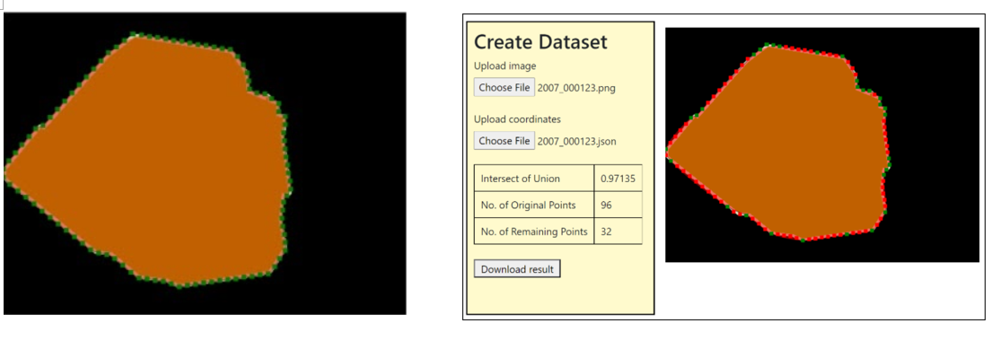 Create Dataset
Upload image
Choose File 2007_000123.png
Upload coordinates
Choose File 2007_000123.json
Intersect of Union 0.97135
No. of Original Points 96
No. of Remaining Points 32
Download result